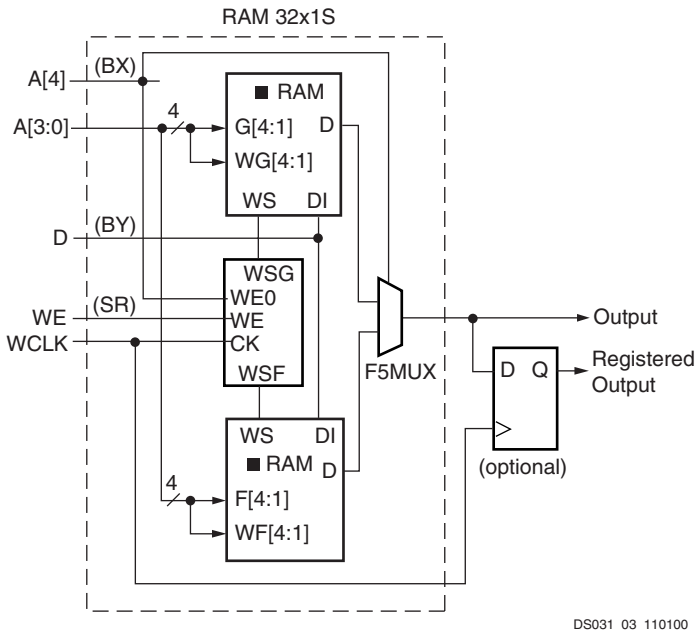 RAM 32x1S
A[4]
(BX)
A[3:0]
4
RAM
G[4:1]
D
WG[4:1]
WS
DI
D
(BY)
WSG
WE0
WE
(SR)
WE
WCLK
CK
WSF
F5MUX
Output
D
Q
Registered
Output
(optional)
WS
DI
RAM
D
4
F[4:1]
WF[4:1]
DS031_03_110100